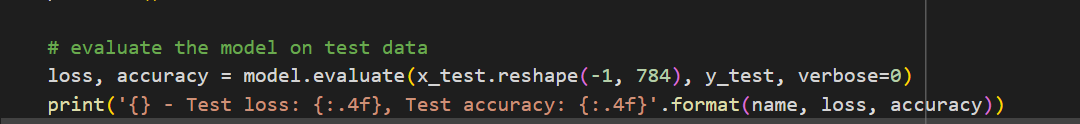 # evaluate the model on test data
loss, accuracy = model.evaluate(x_test.reshape(-1, 784), y_test, verbose=0)
print('{} - Test loss: {:.4f}, Test accuracy: {:.4f}'.format(name, loss, accuracy))